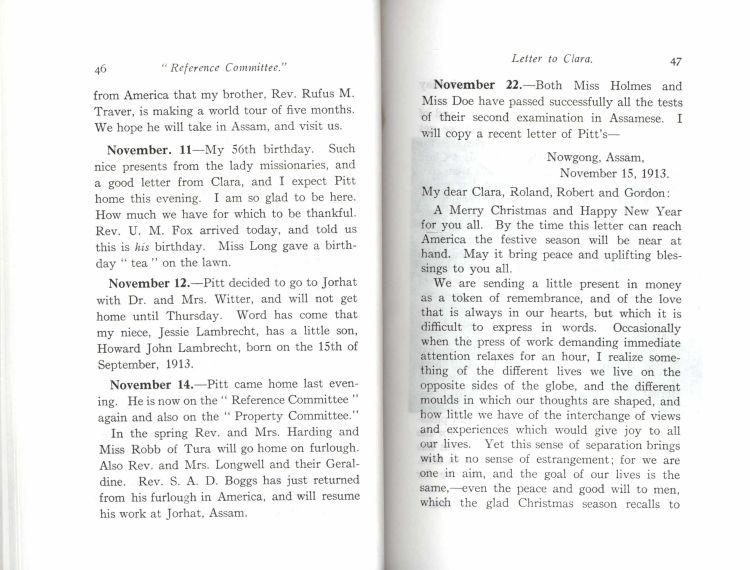 46 "Reference Committee."
from America that my brother, Rev. Rufus M.
Traver, is making a world tour of five months.
We hope he will take in Assam, and visit us.
November. 11—My 56th birthday. Such
nice presents from the lady missionaries, and
a good letter from Clara, and I expect Pitt
home this evening. I am so glad to be here.
How much we have for which to be thankful.
Rev. U. M. Fox arrived today, and told us
this is his birthday. Miss Long gave a birth-
day "tea" on the lawn.
November 12.—Pitt decided to go to Jorhat
with Dr. and Mrs. Witter, and will not get
home until Thursday. Word has come that
my niece, Jessie Lambrecht, has a little son,
Howard John Lambrecht, born on the 15th of
September, 1913.
November 14.—Pitt came home last even-
ing. He is now on the "Reference Committee"
again and also on the "Property Committee."
In the spring Rev. and Mrs. Harding and
Miss Robb of Tura will go home on furlough.
Also Rev. and Mrs. Longwell and their Geral-
dine. Rev. S. A. D. Boggs has just returned
from his furlough in America, and will resume
his work at Jorhat, Assam.
Letter to Clara. 47
November 22.—Both Miss Holmes and
Miss Doe have passed successfully all the tests
of their second examination in Assamese. I
will copy a recent letter of Pitt's—
Nowgong, Assam,
November 15, 1913.
My dear Clara, Roland, Robert and Gordon:
A Merry Christmas and Happy New Year
for you all. By the time this letter can reach
America the festive season will be near at
hand. May it bring peace and uplifting bles-
sings to you all.
We are sending a little present in money
as a token of remembrance, and of the love
that is always in our hearts, but which it is
difficult to express in words. Occasionally
when the press of work demanding immediate
attention relaxes for an hour, I realize some-
thing of the different lives we live on the
opposite sides of the globe, and the different
moulds in which our thoughts are shaped, and
how little we have of the interchange of views
and experiences which would give joy to all
our lives. Yet this sense of separation brings
with it no sense of estrangement; for we are
one in aim, and the goal of our lives is the
same,—even the peace and good will to men,
which the glad Christmas season recalls to